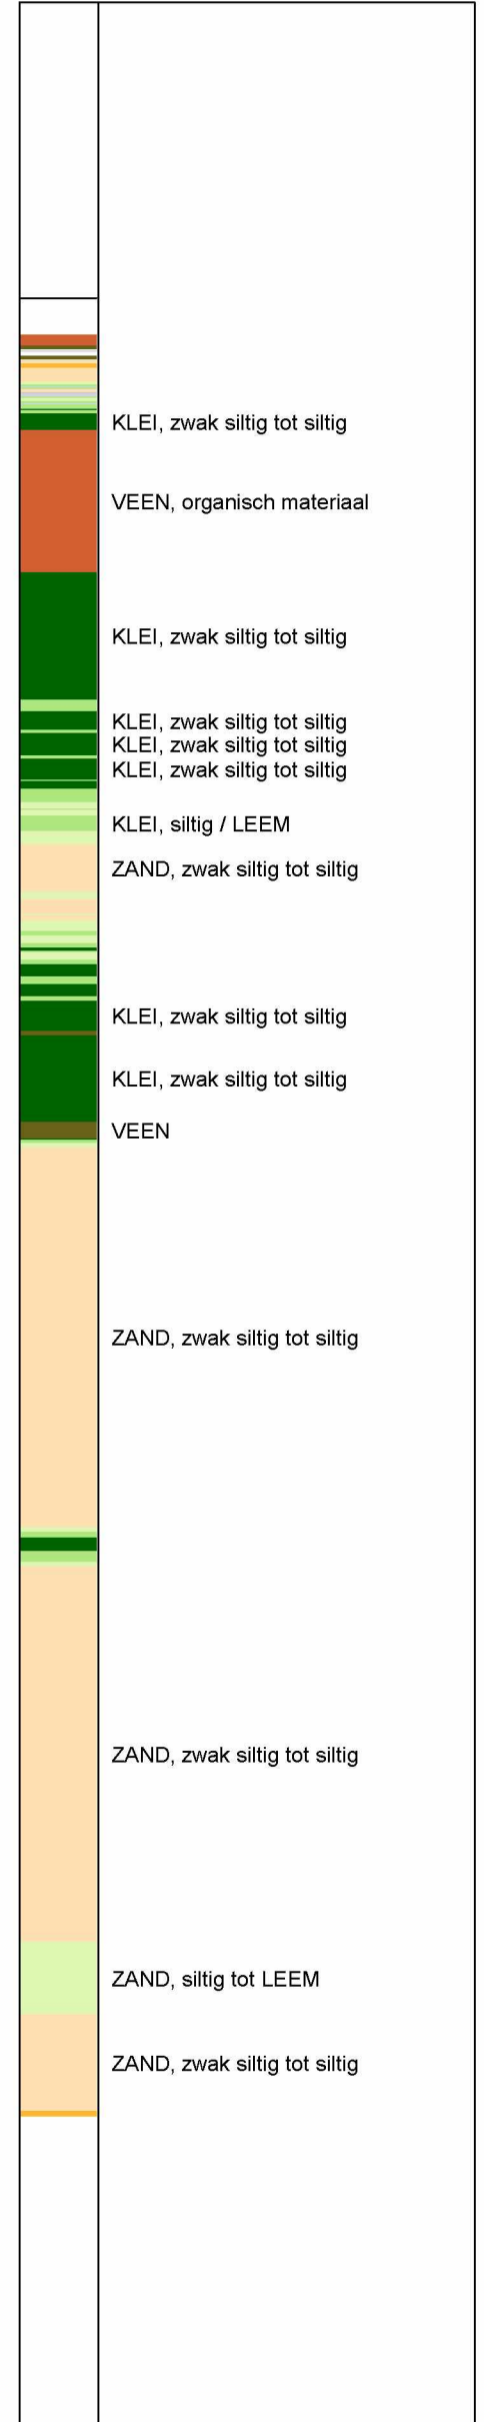 KLEI, zwak siltig tot siltig
VEEN, organisch materiaal
KLEI, zwak siltig tot siltig
KLEI, zwak siltig tot siltig
KLEI, zwak siltig tot siltig
KLEI, zwak siltig tot siltig
KLEI, siltig / LEEM
ZAND, zwak siltig tot siltig
KLEI, zwak siltig tot siltig
KLEI, zwak siltig tot siltig
VEEN
ZAND, zwak siltig tot siltig
ZAND, zwak siltig tot siltig
ZAND, siltig tot LEEM
ZAND, zwak siltig tot siltig